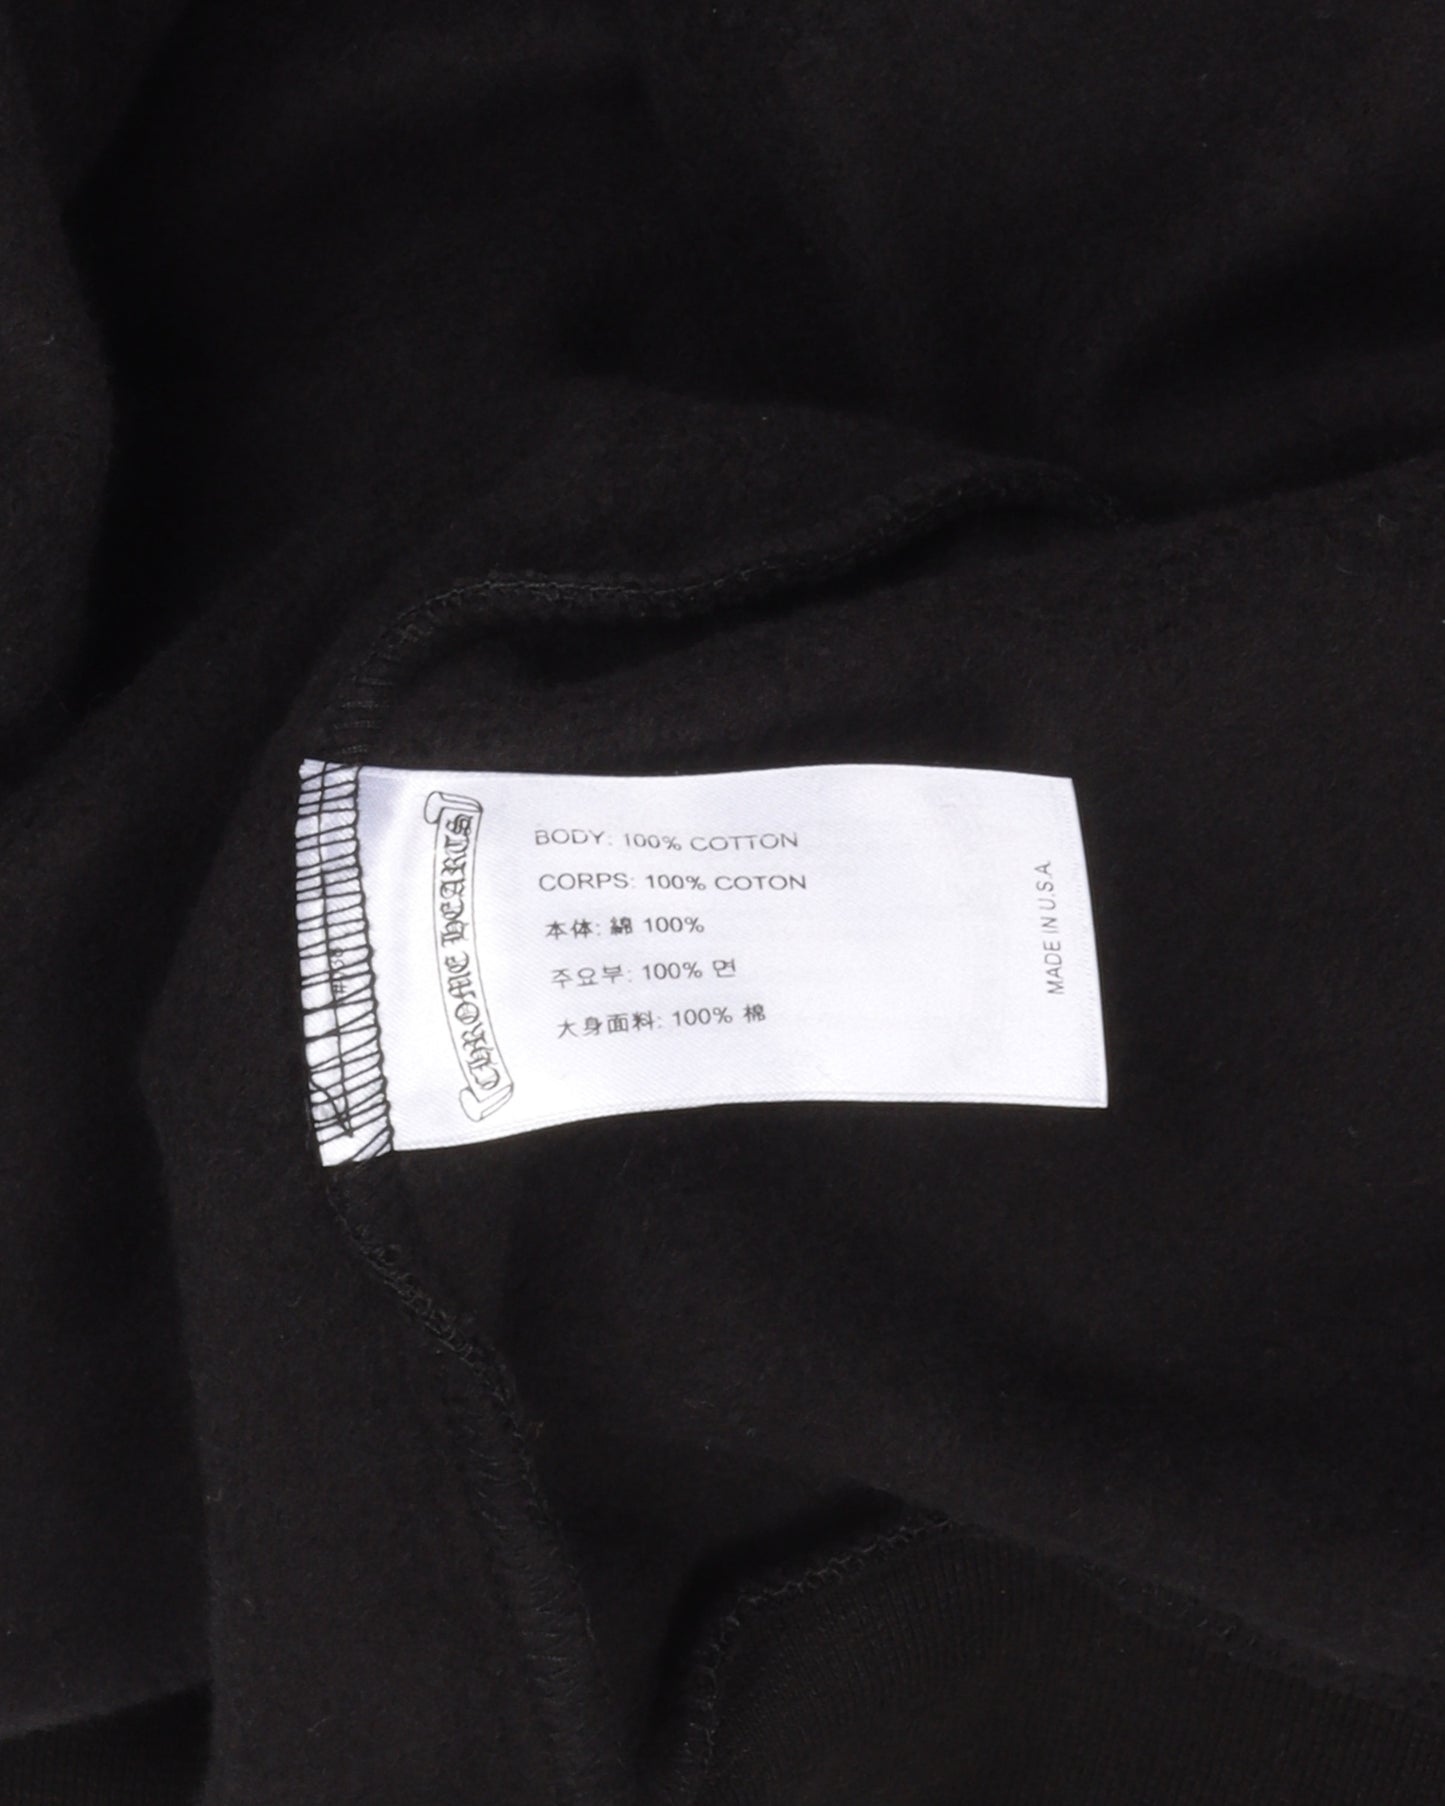 CHROME HEARTS
BODY: 100% COTTON
CORPS: 100% COTON
本体: 綿 100%
주요부: 100% 면
大身面料: 100% 棉
MADE IN U.S.A